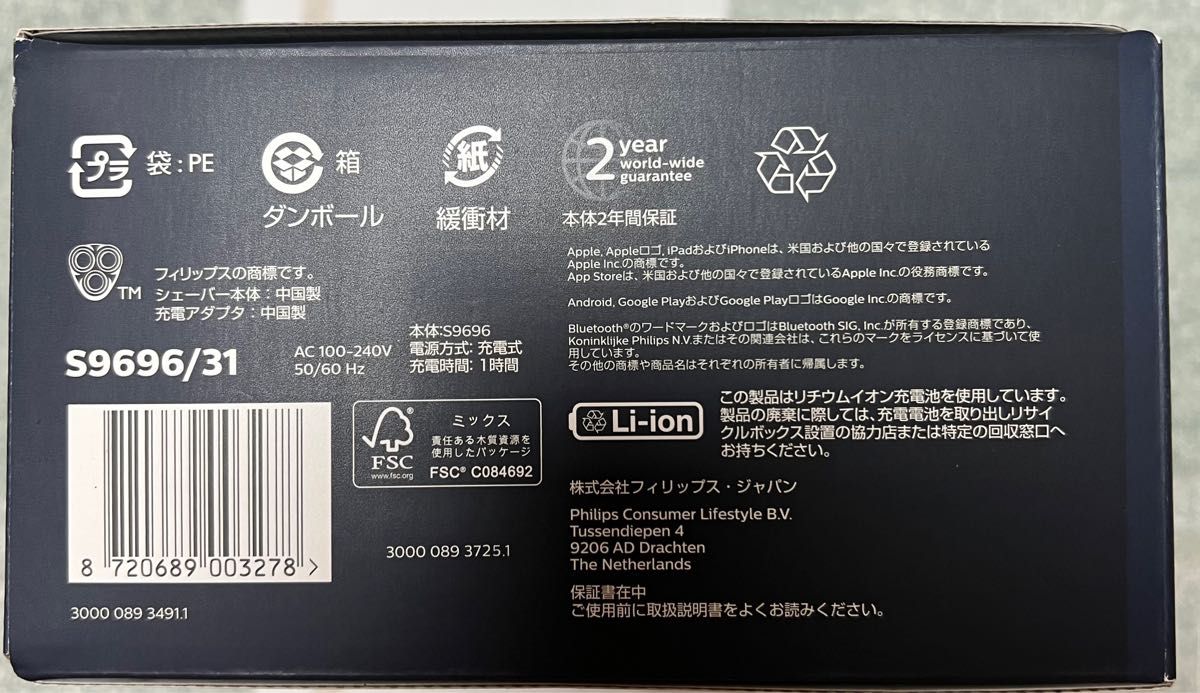 プラ 袋:PE
箱
ダンボール
紙
緩衝材
2 year
world-wide
guarantee
本体2年間保証
TM
フィリップスの商標です。
シェーバー本体:中国製
充電アダプタ:中国製
S9696/31
AC 100-240V
50/60 Hz
本体:S9696
電源方式: 充電式
充電時間: 1時間
8 720689 003278 >
3000 089 3491.1
FSC®
www.fsc.org
ミックス
責任ある木質資源を
使用したパッケージ
FSC® C084692
3000 089 3725.1
Apple, Appleロゴ, iPadおよびiPhoneは、米国および他の国々で登録されている
Apple Inc.の商標です。
App Storeは、米国および他の国々で登録されているApple Inc.の役務商標です。
Android, Google PlayおよびGoogle PlayロゴはGoogle Inc.の商標です。
Bluetooth®のワードマークおよびロゴはBluetooth SIG, Inc.が所有する登録商標であり、
Koninklijke Philips N.V.またはその関連会社は、これらのマークをライセンスに基づいて使
用しています。
その他の商標や商品名はそれぞれの所有者に帰属します。
Li-ion
この製品はリチウムイオン充電池を使用しています。
製品の廃棄に際しては、充電電池を取り出しリサイ
クルボックス設置の協力店または特定の回収窓口へ
お持ちください。
株式会社フィリップス・ジャパン
Philips Consumer Lifestyle B.V.
Tussendiepen 4
9206 AD Drachten
The Netherlands
保証書在中
ご使用前に取扱説明書をよくお読みください。